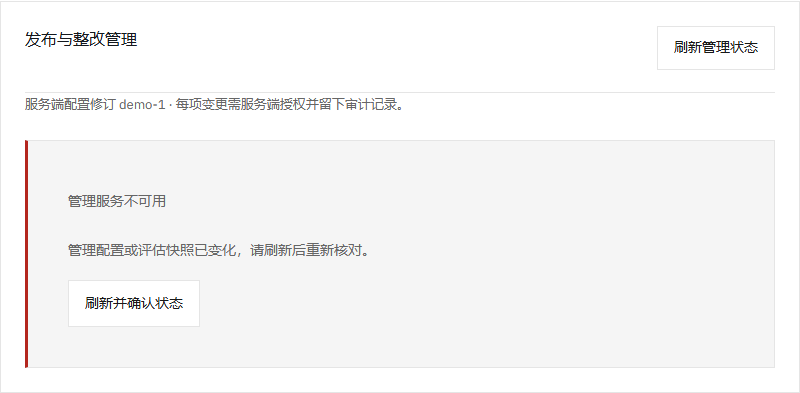 发布与整改管理
刷新管理状态
服务端配置修订 demo-1 · 每项变更需服务端授权并留下审计记录。
管理服务不可用
管理配置或评估快照已变化，请刷新后重新核对。
刷新并确认状态